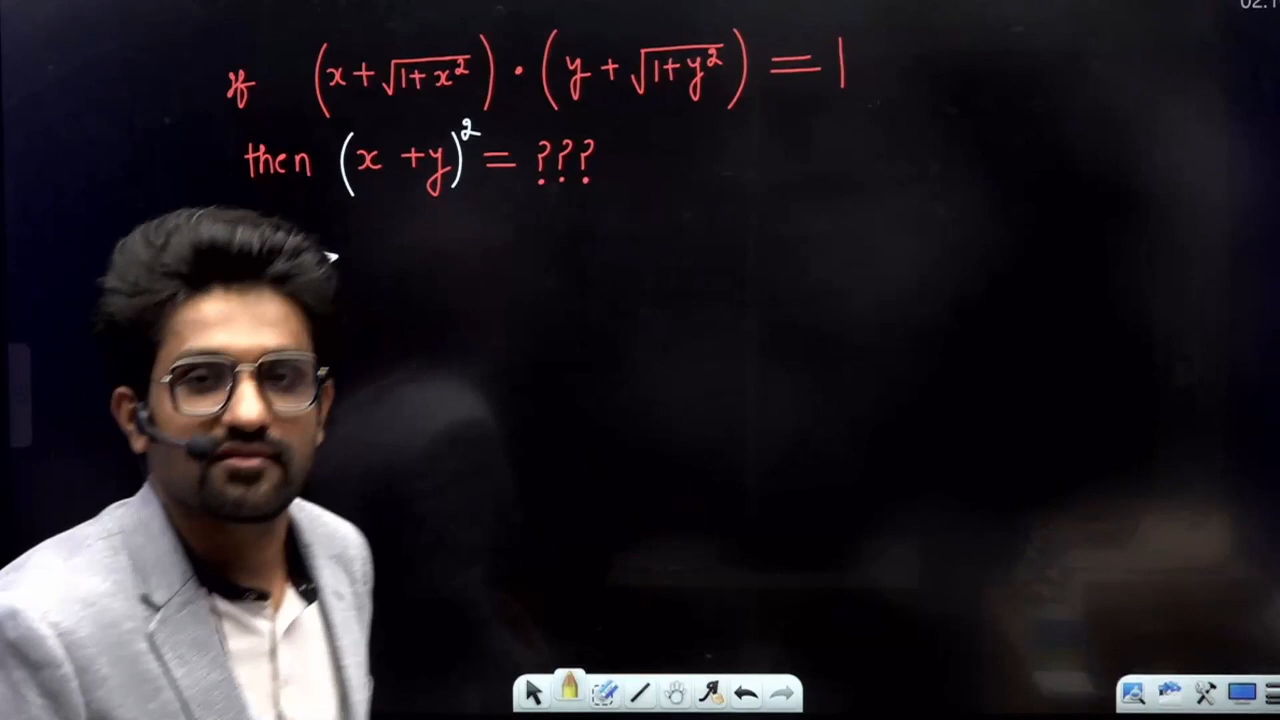 If (x + √1+x²) · (y + √1+y²) = 1
then (x + y)² = ???